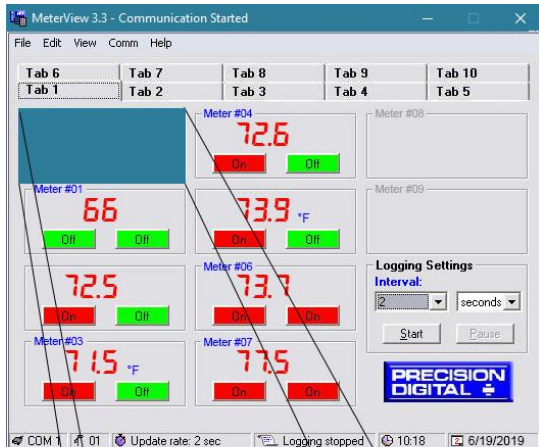 MeterView 3.3 - Communication Started
File Edit View Comm Help
Tab 6 Tab 7 Tab 8 Tab 9 Tab 10
Tab 1 Tab 2 Tab 3 Tab 4 Tab 5
Meter #04
72.6
On Off
Meter #08
Meter #01
66
Off Off
73.9 °F
On Off
Meter #09
72.5
On Off
Meter #06
73.7
On On
Logging Settings
Interval:
2 seconds
Start Pause
Meter #03
71.5 °F
On Off
Meter #07
77.5
On On
PRECISION
DIGITAL
COM 1 01 Update rate: 2 sec Logging stopped 10:18 6/19/2019